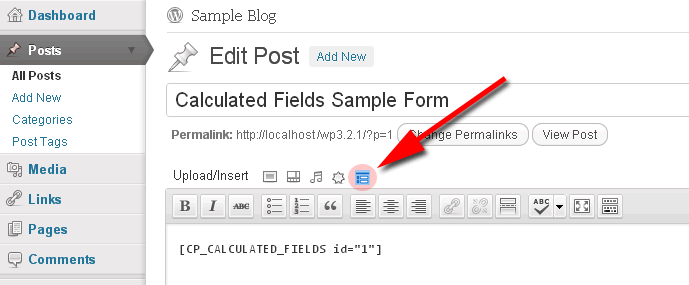 Dashboard
Posts
All Posts
Add New
Categories
Post Tags
Media
Links
Pages
Comments
Sample Blog
Edit Post Add New
Calculated Fields Sample Form
Permalink: http://localhost/wp3.2.1/?p=1 Change Permalinks View Post
Upload/Insert
B I ABC ABC
[CP_CALCULATED_FIELDS id="1"]